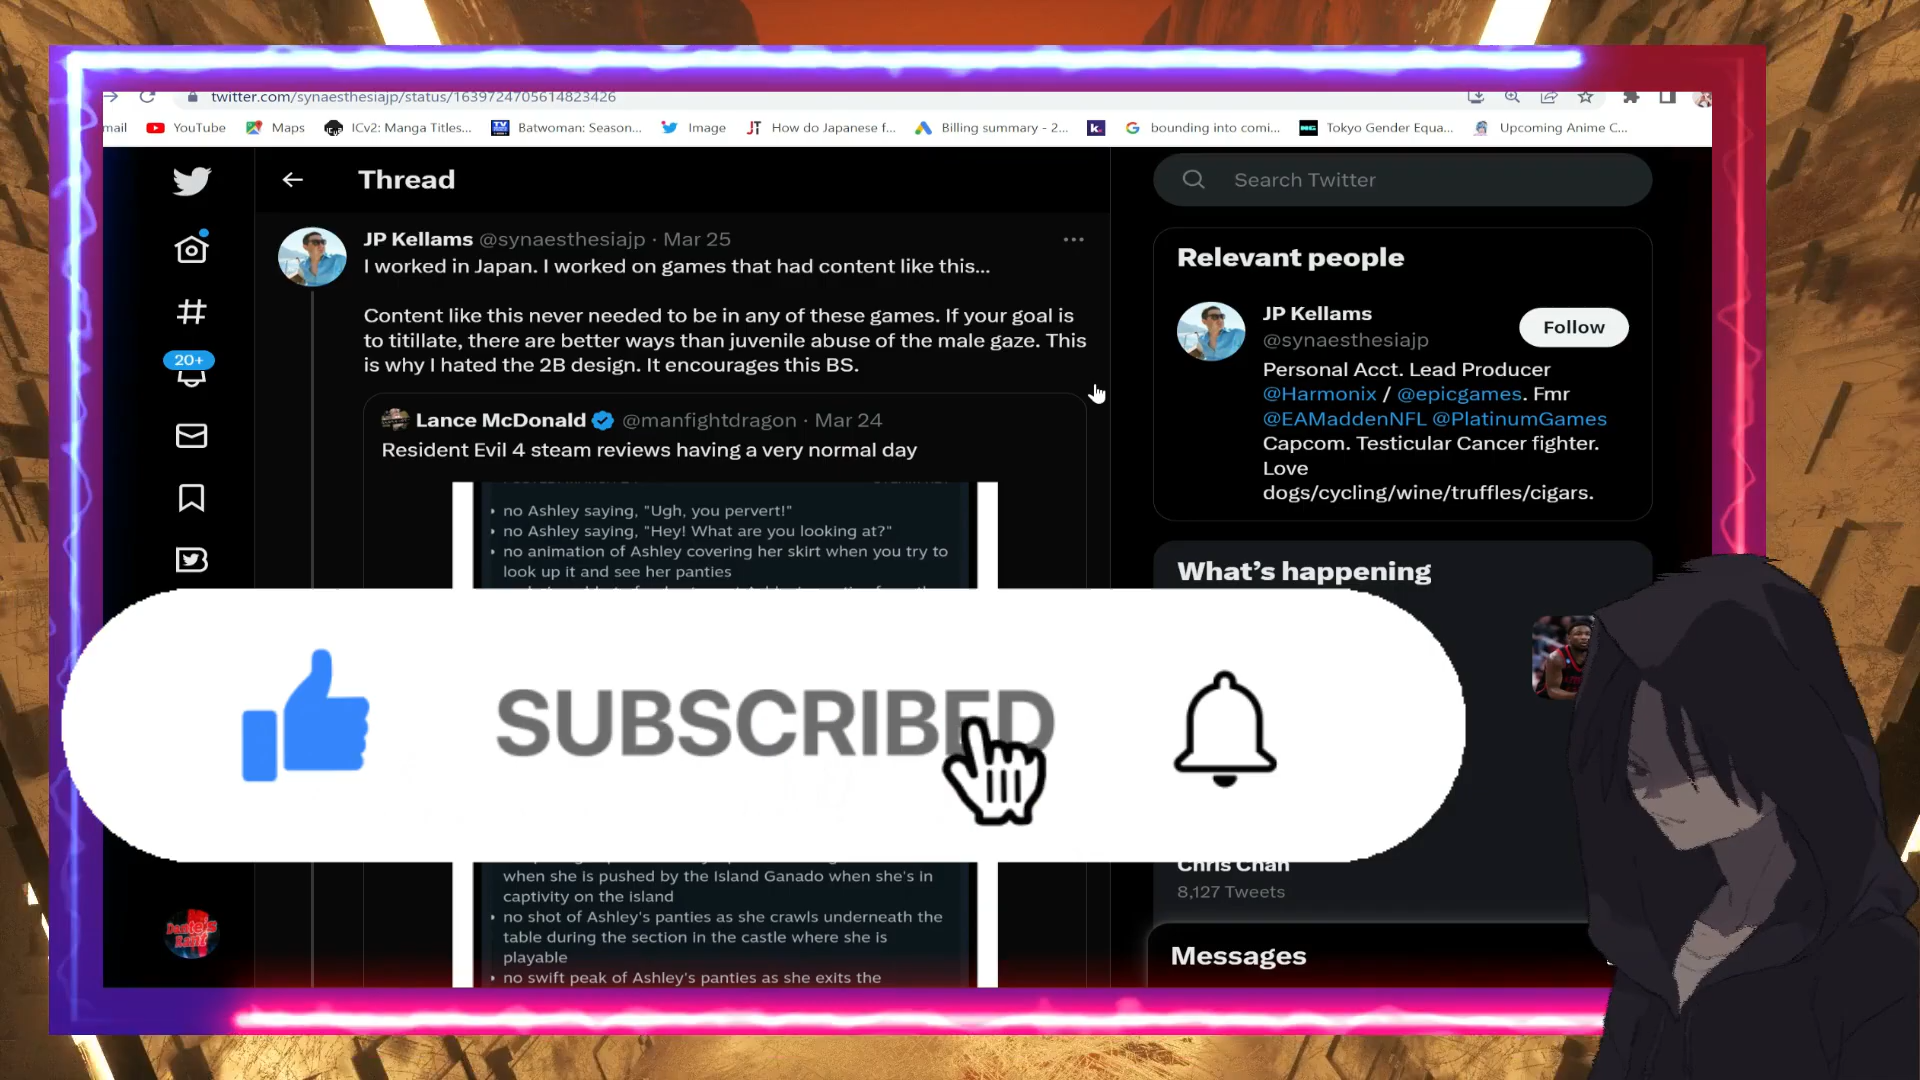 twitter.com/synaesthesiajp/status/1639724705614823426
mail
YouTube
Maps
ICv2: Manga Titles...
Batwoman: Season...
Image
How do Japanese f...
Billing summary - 2...
bounding into comi...
Tokyo Gender Equa...
Upcoming Anime C...
Thread
Search Twitter
JP Kellams @synaesthesiajp · Mar 25
I worked in Japan. I worked on games that had content like this...
Content like this never needed to be in any of these games. If your goal is
to titillate, there are better ways than juvenile abuse of the male gaze. This
is why I hated the 2B design. It encourages this BS.
20+
Lance McDonald @manfightdragon · Mar 24
Resident Evil 4 steam reviews having a very normal day
• no Ashley saying, "Ugh, you pervert!"
• no Ashley saying, "Hey! What are you looking at?"
• no animation of Ashley covering her skirt when you try to
look up it and see her panties
SUBSCRIBED
when she is pushed by the Island Ganado when she's in
captivity on the island
• no shot of Ashley's panties as she crawls underneath the
table during the section in the castle where she is
playable
• no swift peak of Ashley's panties as she exits the
Relevant people
JP Kellams
@synaesthesiajp
Follow
Personal Acct. Lead Producer
@Harmonix / @epicgames. Fmr
@EAMaddenNFL @PlatinumGames
Capcom. Testicular Cancer fighter.
Love
dogs/cycling/wine/truffles/cigars.
What's happening
Chris Chan
8,127 Tweets
Messages